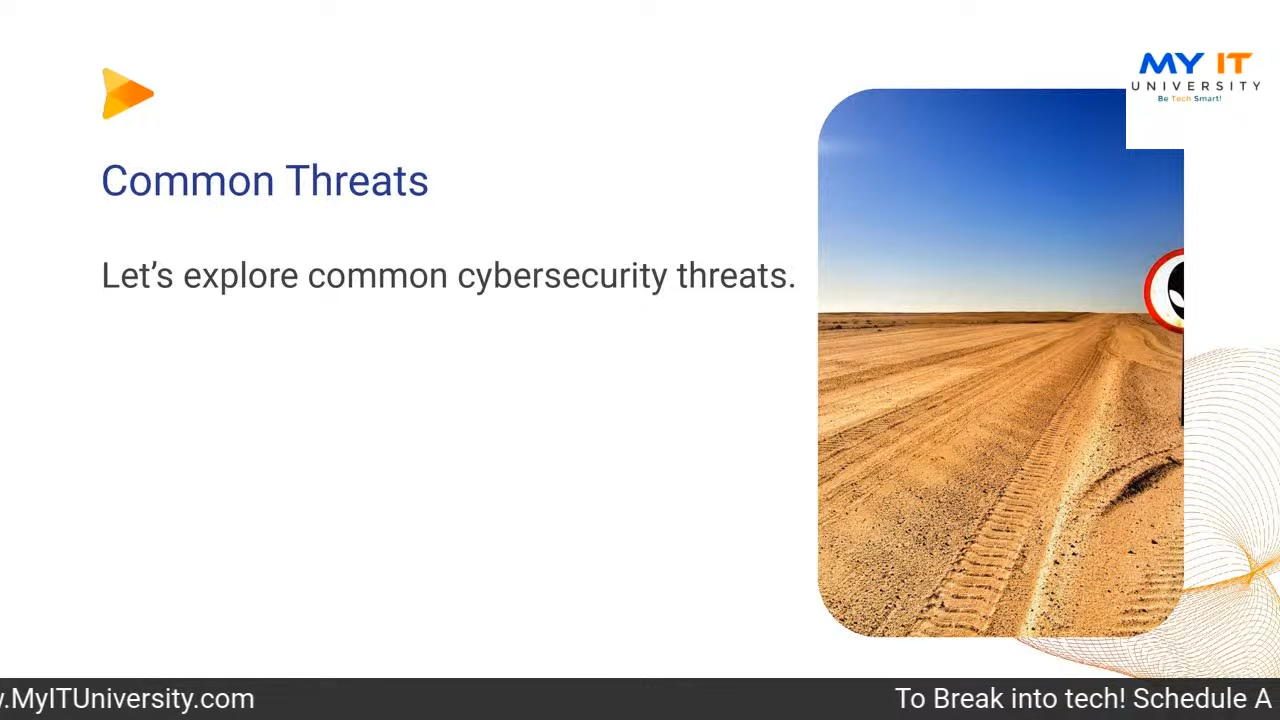 MY IT
UNIVERSITY
Be Tech Smart!
Common Threats
Let’s explore common cybersecurity threats.
.MyITUniversity.com
To Break into tech! Schedule A